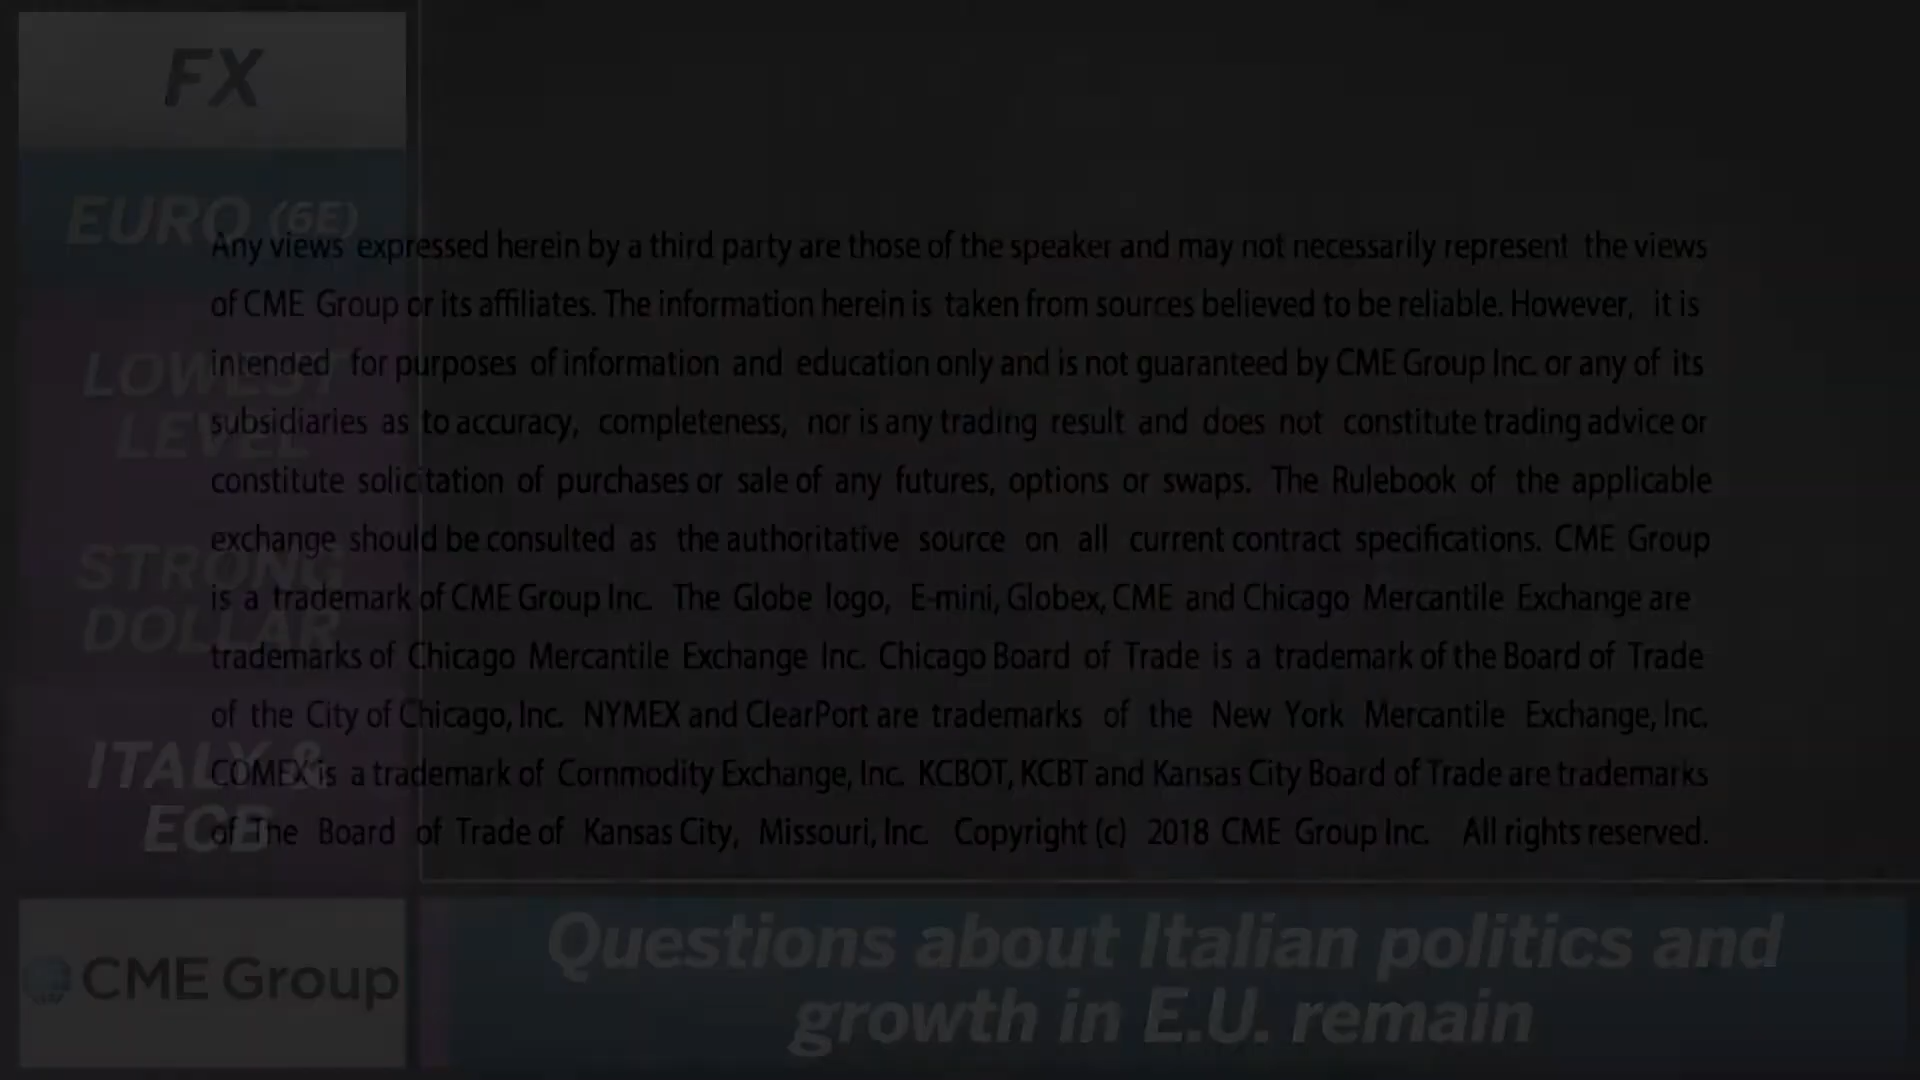 FX
EURO (6E)
LOWEST
LEVEL
STRONG
DOLLAR
ITALY &
ECB
Any views expressed herein by a third party are those of the speaker and may not necessarily represent the views
of CME Group or its affiliates. The information herein is taken from sources believed to be reliable. However, it is
intended for purposes of information and education only and is not guaranteed by CME Group Inc. or any of its
subsidiaries as to accuracy, completeness, nor is any trading result and does not constitute trading advice or
constitute solicitation of purchases or sale of any futures, options or swaps. The Rulebook of the applicable
exchange should be consulted as the authoritative source on all current contract specifications. CME Group
is a trademark of CME Group Inc. The Globe logo, E-mini, Globex, CME and Chicago Mercantile Exchange are
trademarks of Chicago Mercantile Exchange Inc. Chicago Board of Trade is a trademark of the Board of Trade
of the City of Chicago, Inc. NYMEX and ClearPort are trademarks of the New York Mercantile Exchange, Inc.
COMEX is a trademark of Commodity Exchange, Inc. KCBOT, KCBT and Kansas City Board of Trade are trademarks
of The Board of Trade of Kansas City, Missouri, Inc. Copyright (c) 2018 CME Group Inc. All rights reserved.
CME Group
Questions about Italian politics and
growth in E.U. remain